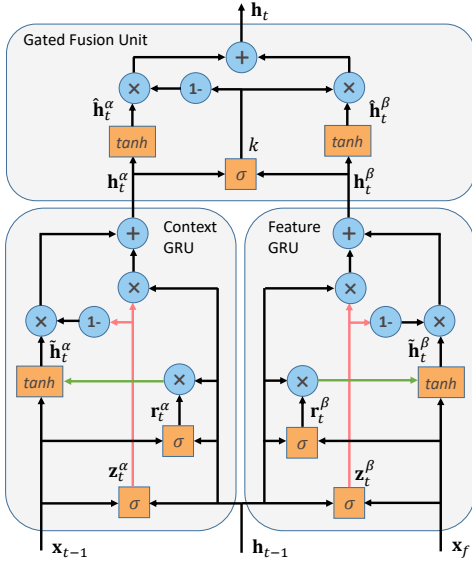 h_t
Gated Fusion Unit
+
× 1- ×
ĥ_t^α k ĥ_t^β
tanh σ tanh
h_t^α h_t^β
Context
GRU
Feature
GRU
+ +
× ×
× 1- 1- ×
h̃_t^α h̃_t^β
tanh × × tanh
r_t^α r_t^β
σ σ
z_t^α z_t^β
σ σ
x_{t-1} h_{t-1} x_f